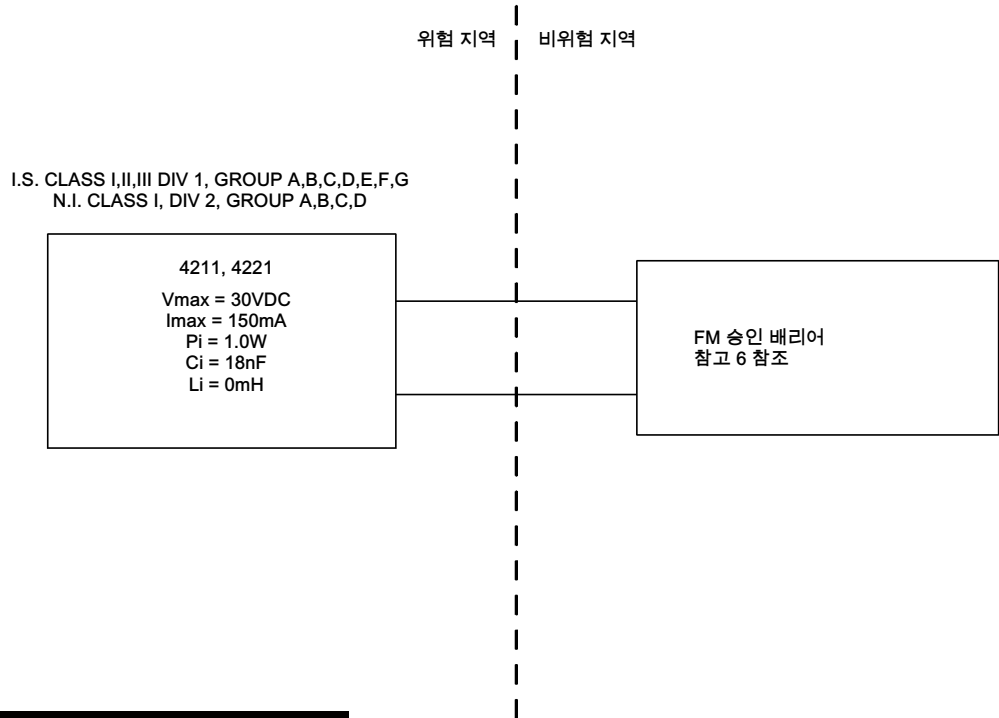 위험 지역
비위험 지역
I.S. CLASS I,II,III DIV 1, GROUP A,B,C,D,E,F,G
N.I. CLASS I, DIV 2, GROUP A,B,C,D
4211, 4221
Vmax = 30VDC
Imax = 150mA
Pi = 1.0W
Ci = 18nF
Li = 0mH
FM 승인 배리어
참고 6 참조